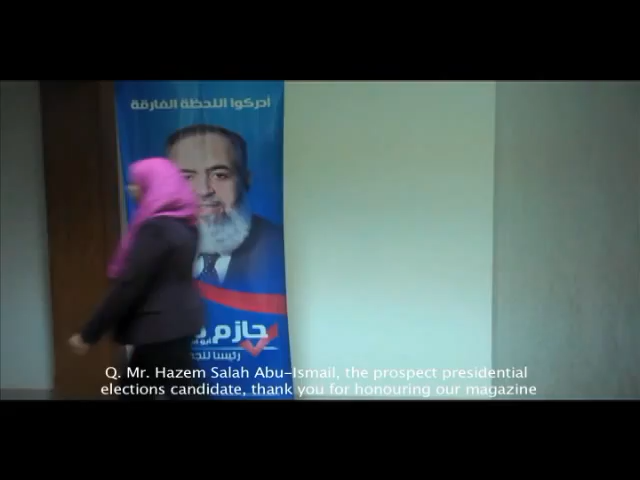 أدركوا اللحظة الفارقة
حازم
رئيسا
Q. Mr. Hazem Salah Abu-Ismail, the prospect presidential
elections candidate, thank you for honouring our magazine